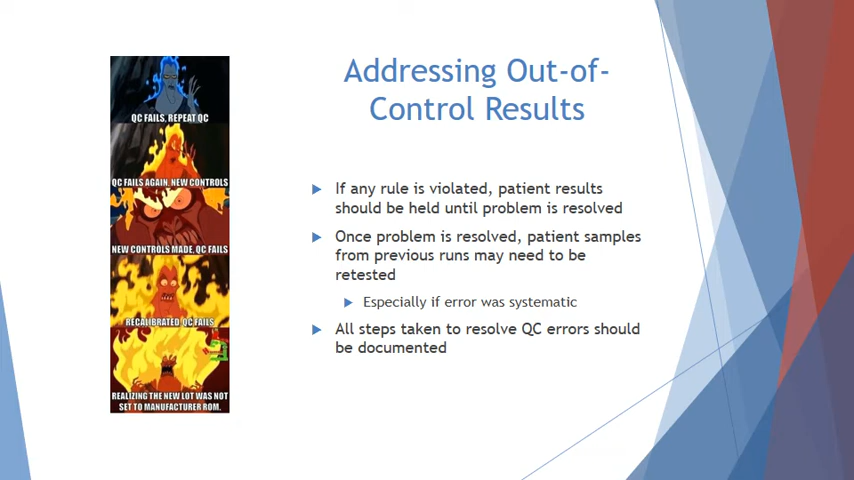 Addressing Out-of-
Control Results
QC FAILS, REPEAT QC
QC FAILS AGAIN, NEW CONTROLS
NEW CONTROLS MADE, QC FAILS
RECALIBRATED, QC FAILS
REALIZING THE NEW LOT WAS NOT
SET TO MANUFACTURER ROM.
If any rule is violated, patient results
should be held until problem is resolved
Once problem is resolved, patient samples
from previous runs may need to be
retested
Especially if error was systematic
All steps taken to resolve QC errors should
be documented